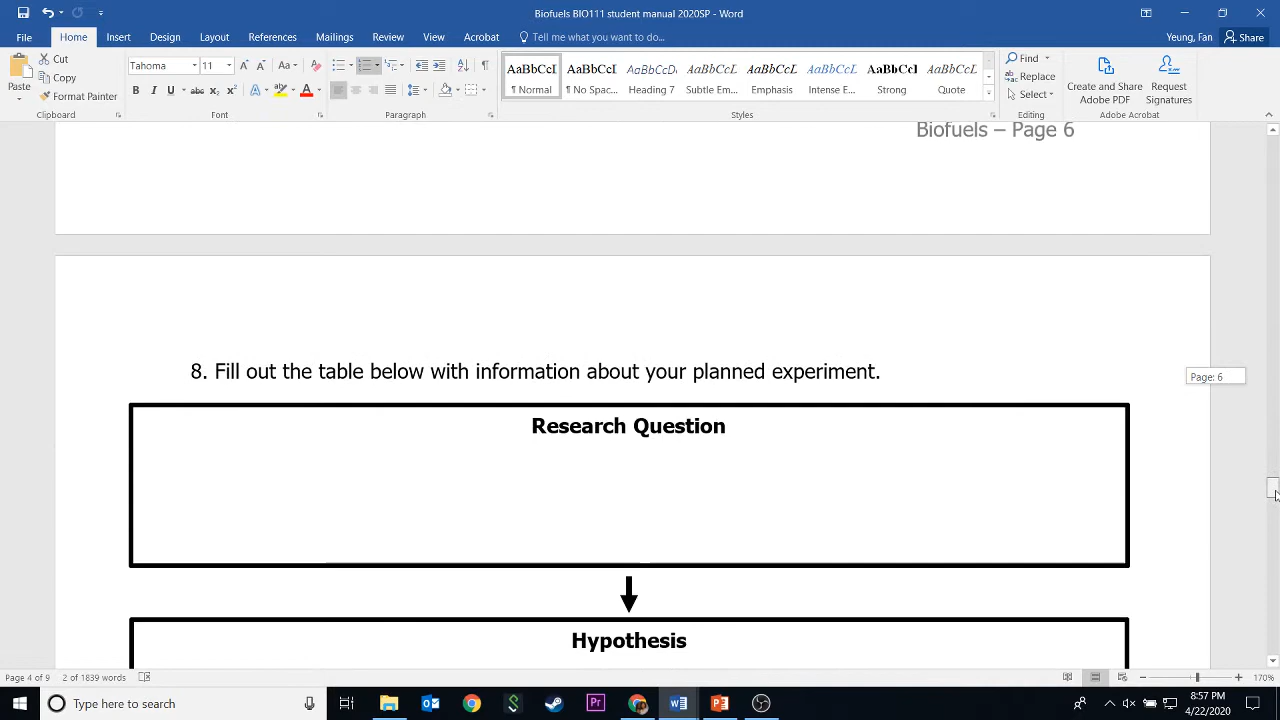 Biofuels BIO111 student manual 2020SP - Word
File Home Insert Design Layout References Mailings Review View Acrobat Tell me what you want to do... Yeung, Fan Share
Paste
Cut
Copy
Format Painter
Clipboard
Tahoma 11
Font
Paragraph
AaBbCcI AaBbCcI AaBbCcD. AaBbCcL AaBbCcL AaBbCcL AaBbCcI AaBbCcL
¶ Normal ¶ No Spac... Heading 7 Subtle Em... Emphasis Intense E... Strong Quote
Styles
Find
Replace
Select
Editing
Create and Share
Adobe PDF
Request
Signatures
Adobe Acrobat
Biofuels – Page 6
8. Fill out the table below with information about your planned experiment.
Page: 6
Research Question
Hypothesis
Page 4 of 9 2 of 1839 words 170%
Type here to search
8:57 PM
4/22/2020